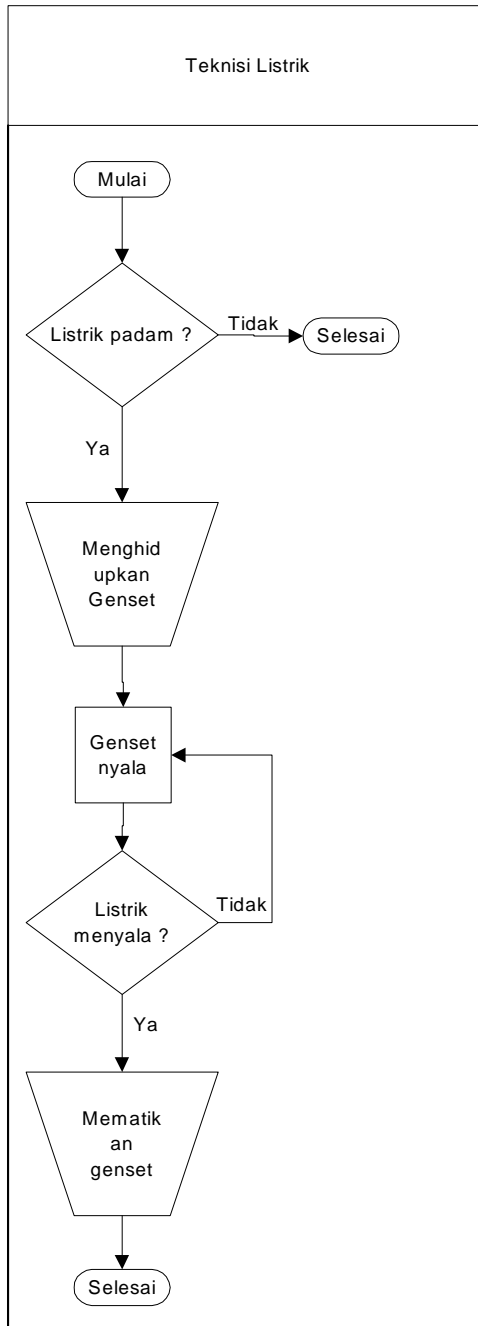 Teknisi Listrik
Mulai
Listrik padam ?
Tidak
Selesai
Ya
Menghid
upkan
Genset
Genset
nyala
Listrik
menyala ?
Tidak
Ya
Mematik
an
genset
Selesai